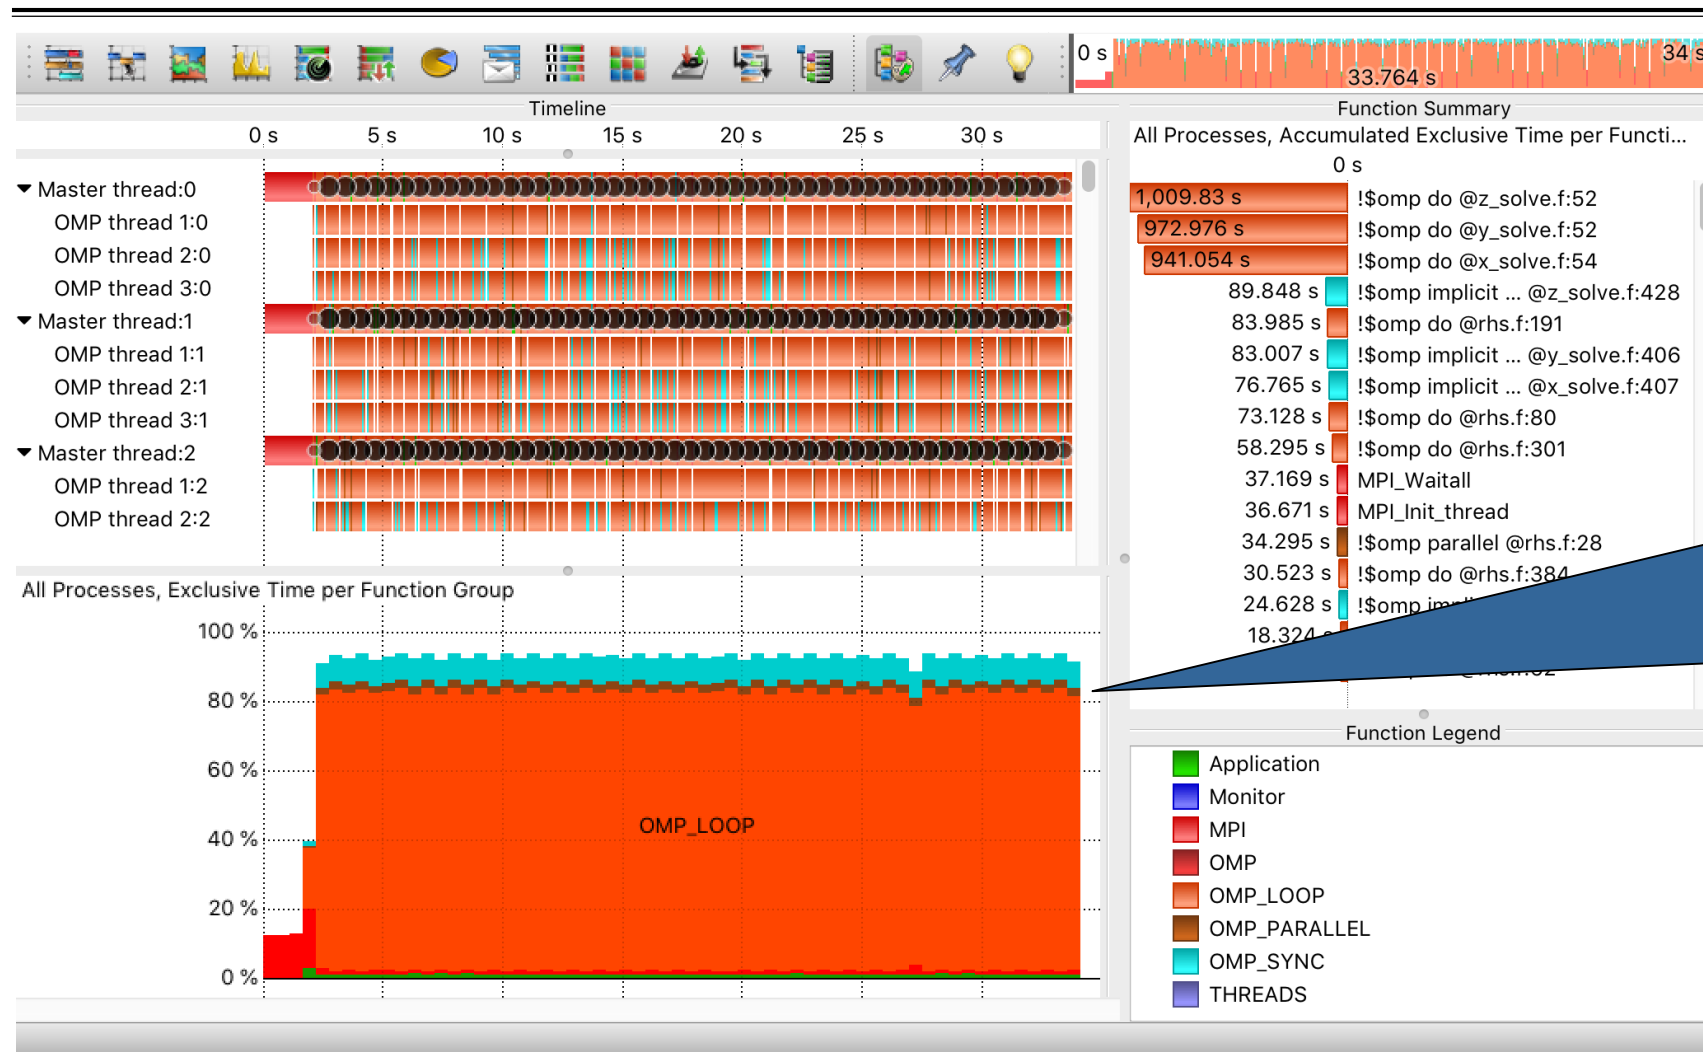 0 s
34 s
33.764 s
Timeline
0 s 5 s 10 s 15 s 20 s 25 s 30 s
Master thread:0
OMP thread 1:0
OMP thread 2:0
OMP thread 3:0
Master thread:1
OMP thread 1:1
OMP thread 2:1
OMP thread 3:1
Master thread:2
OMP thread 1:2
OMP thread 2:2
All Processes, Exclusive Time per Function Group
100 %
80 %
60 %
40 %
20 %
0 %
OMP_LOOP
Function Summary
All Processes, Accumulated Exclusive Time per Functi...
0 s
1,009.83 s !$omp do @z_solve.f:52
972.976 s !$omp do @y_solve.f:52
941.054 s !$omp do @x_solve.f:54
89.848 s !$omp implicit ... @z_solve.f:428
83.985 s !$omp do @rhs.f:191
83.007 s !$omp implicit ... @y_solve.f:406
76.765 s !$omp implicit ... @x_solve.f:407
73.128 s !$omp do @rhs.f:80
58.295 s !$omp do @rhs.f:301
37.169 s MPI_Waitall
36.671 s MPI_Init_thread
34.295 s !$omp parallel @rhs.f:28
30.523 s !$omp do @rhs.f:384
24.628 s !$omp
18.324
Function Legend
Application
Monitor
MPI
OMP
OMP_LOOP
OMP_PARALLEL
OMP_SYNC
THREADS